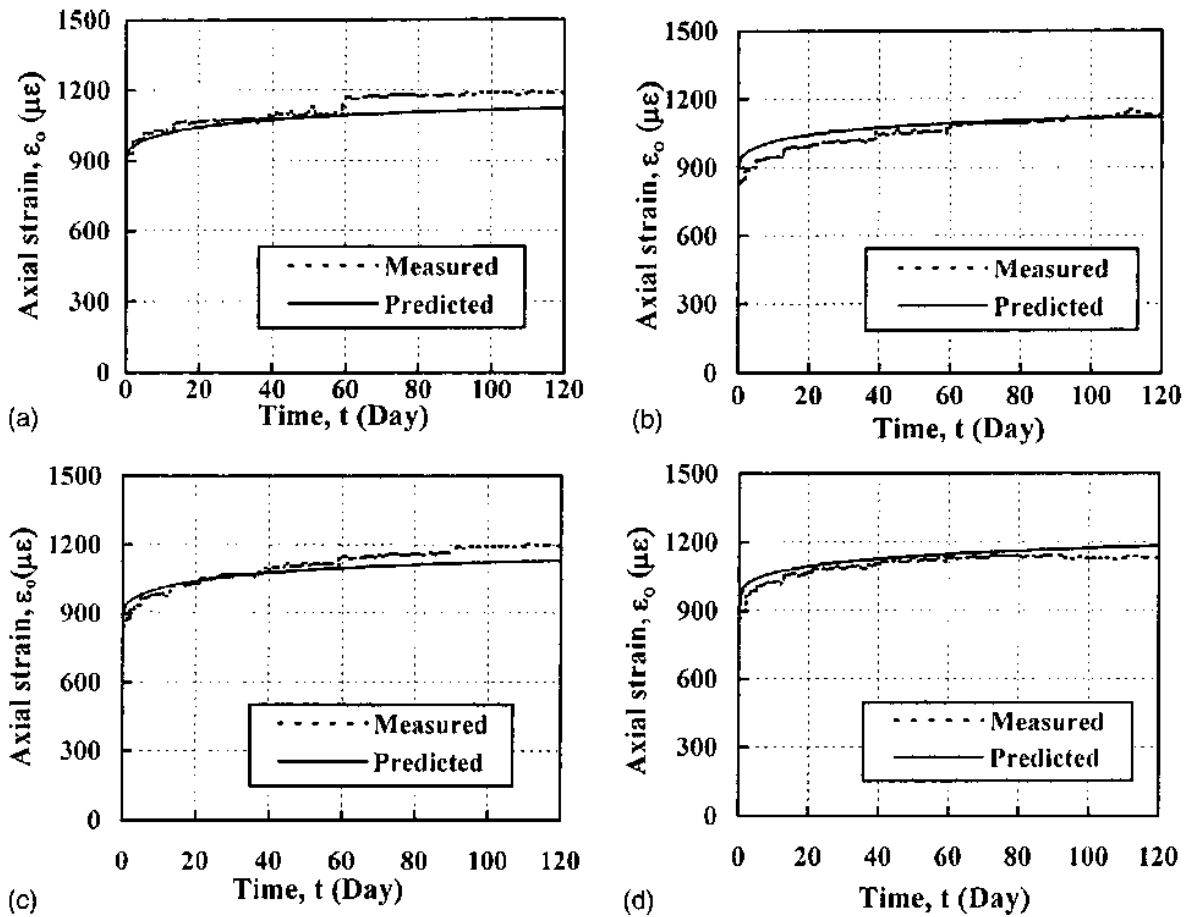 1500
1200
900
600
300
0
Axial strain, εₒ (με)
Measured
Predicted
0 20 40 60 80 100 120
(a)
Time, t (Day)
1500
1200
900
600
300
0
Axial strain, εₒ (με)
Measured
Predicted
0 20 40 60 80 100 120
(b)
Time, t (Day)
1500
1200
900
600
300
0
Axial strain, εₒ(με)
Measured
Predicted
0 20 40 60 80 100 120
(c)
Time, t (Day)
1500
1200
900
600
300
0
Axial strain, εₒ (με)
Measured
Predicted
0 20 40 60 80 100 120
(d)
Time, t (Day)